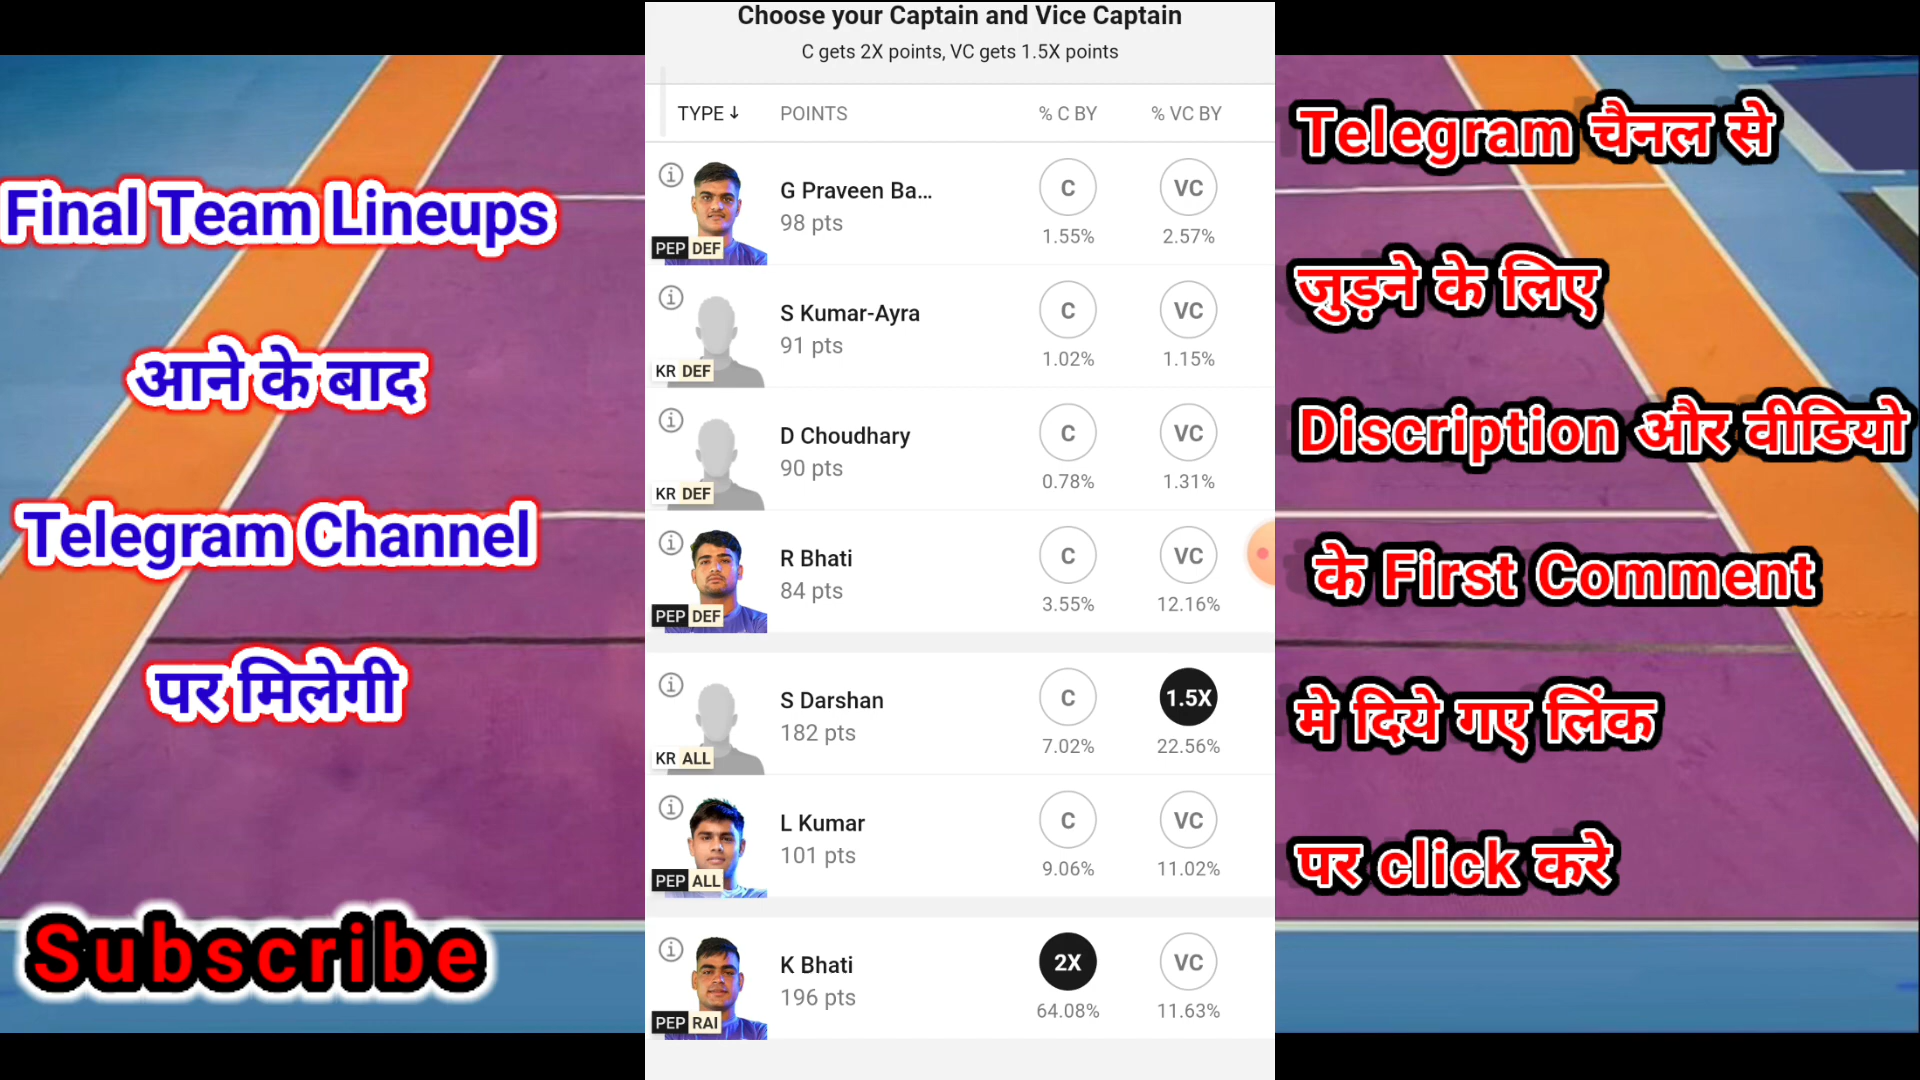 Final Team Lineups
आने के बाद
Telegram Channel
पर मिलेगी
Subscribe
Choose your Captain and Vice Captain
C gets 2X points, VC gets 1.5X points
TYPE↓ POINTS % C BY % VC BY
G Praveen Ba... C VC
98 pts 1.55% 2.57%
PEP DEF
S Kumar-Ayra C VC
91 pts 1.02% 1.15%
KR DEF
D Choudhary C VC
90 pts 0.78% 1.31%
KR DEF
R Bhati C VC
84 pts 3.55% 12.16%
PEP DEF
S Darshan C 1.5X
182 pts 7.02% 22.56%
KR ALL
L Kumar C VC
101 pts 9.06% 11.02%
PEP ALL
K Bhati 2X VC
196 pts 64.08% 11.63%
PEP RAI
Telegram चैनल से
जुड़ने के लिए
Discription और वीडियो
के First Comment
मे दिये गए लिंक
पर click करे